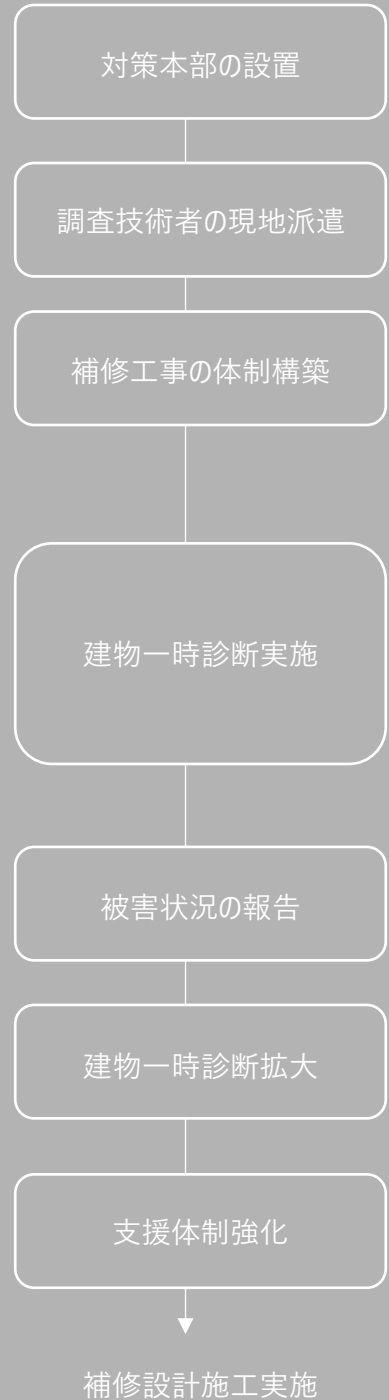 対策本部の設置
調査技術者の現地派遣
補修工事の体制構築
建物一時診断実施
被害状況の報告
建物一時診断拡大
支援体制強化
補修設計施工実施